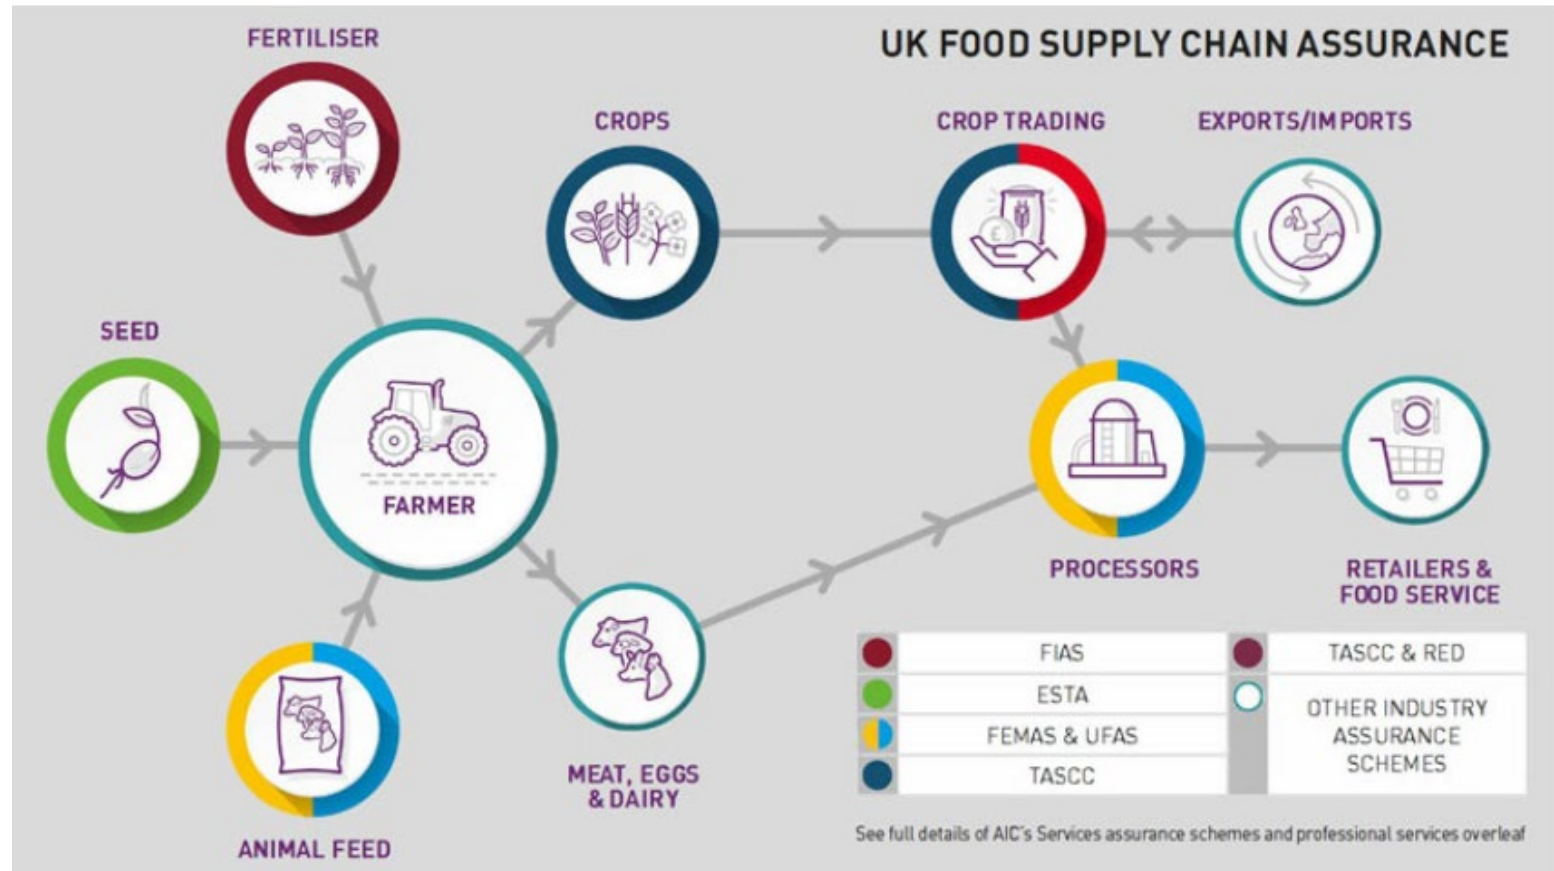 UK FOOD SUPPLY CHAIN ASSURANCE
FERTILISER
CROPS
CROP TRADING
EXPORTS/IMPORTS
£
SEED
FARMER
PROCESSORS
RETAILERS &
FOOD SERVICE
MEAT, EGGS
& DAIRY
ANIMAL FEED
FIAS
ESTA
FEMAS & UFAS
TASCC
TASCC & RED
OTHER INDUSTRY
ASSURANCE
SCHEMES
See full details of AIC's Services assurance schemes and professional services overleaf